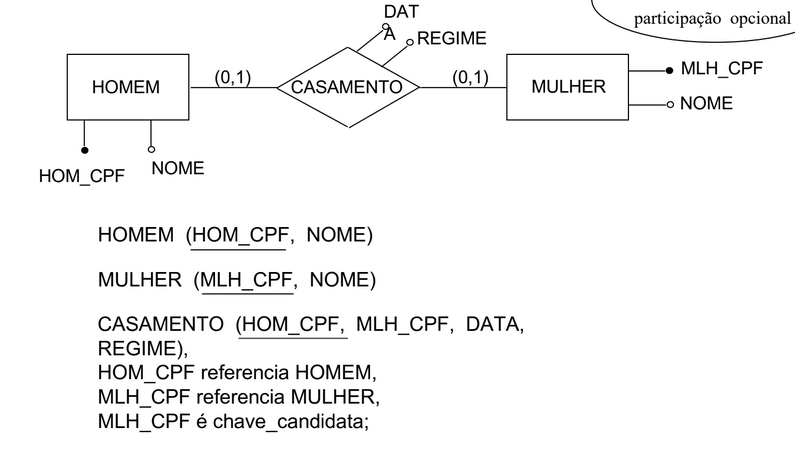 DAT
A
participação opcional
REGIME
HOMEM
(0,1)
CASAMENTO
(0,1)
MULHER
MLH_CPF
NOME
HOM_CPF
NOME
HOMEM (HOM_CPF, NOME)
MULHER (MLH_CPF, NOME)
CASAMENTO (HOM_CPF, MLH_CPF, DATA,
REGIME),
HOM_CPF referencia HOMEM,
MLH_CPF referencia MULHER,
MLH_CPF é chave_candidata;